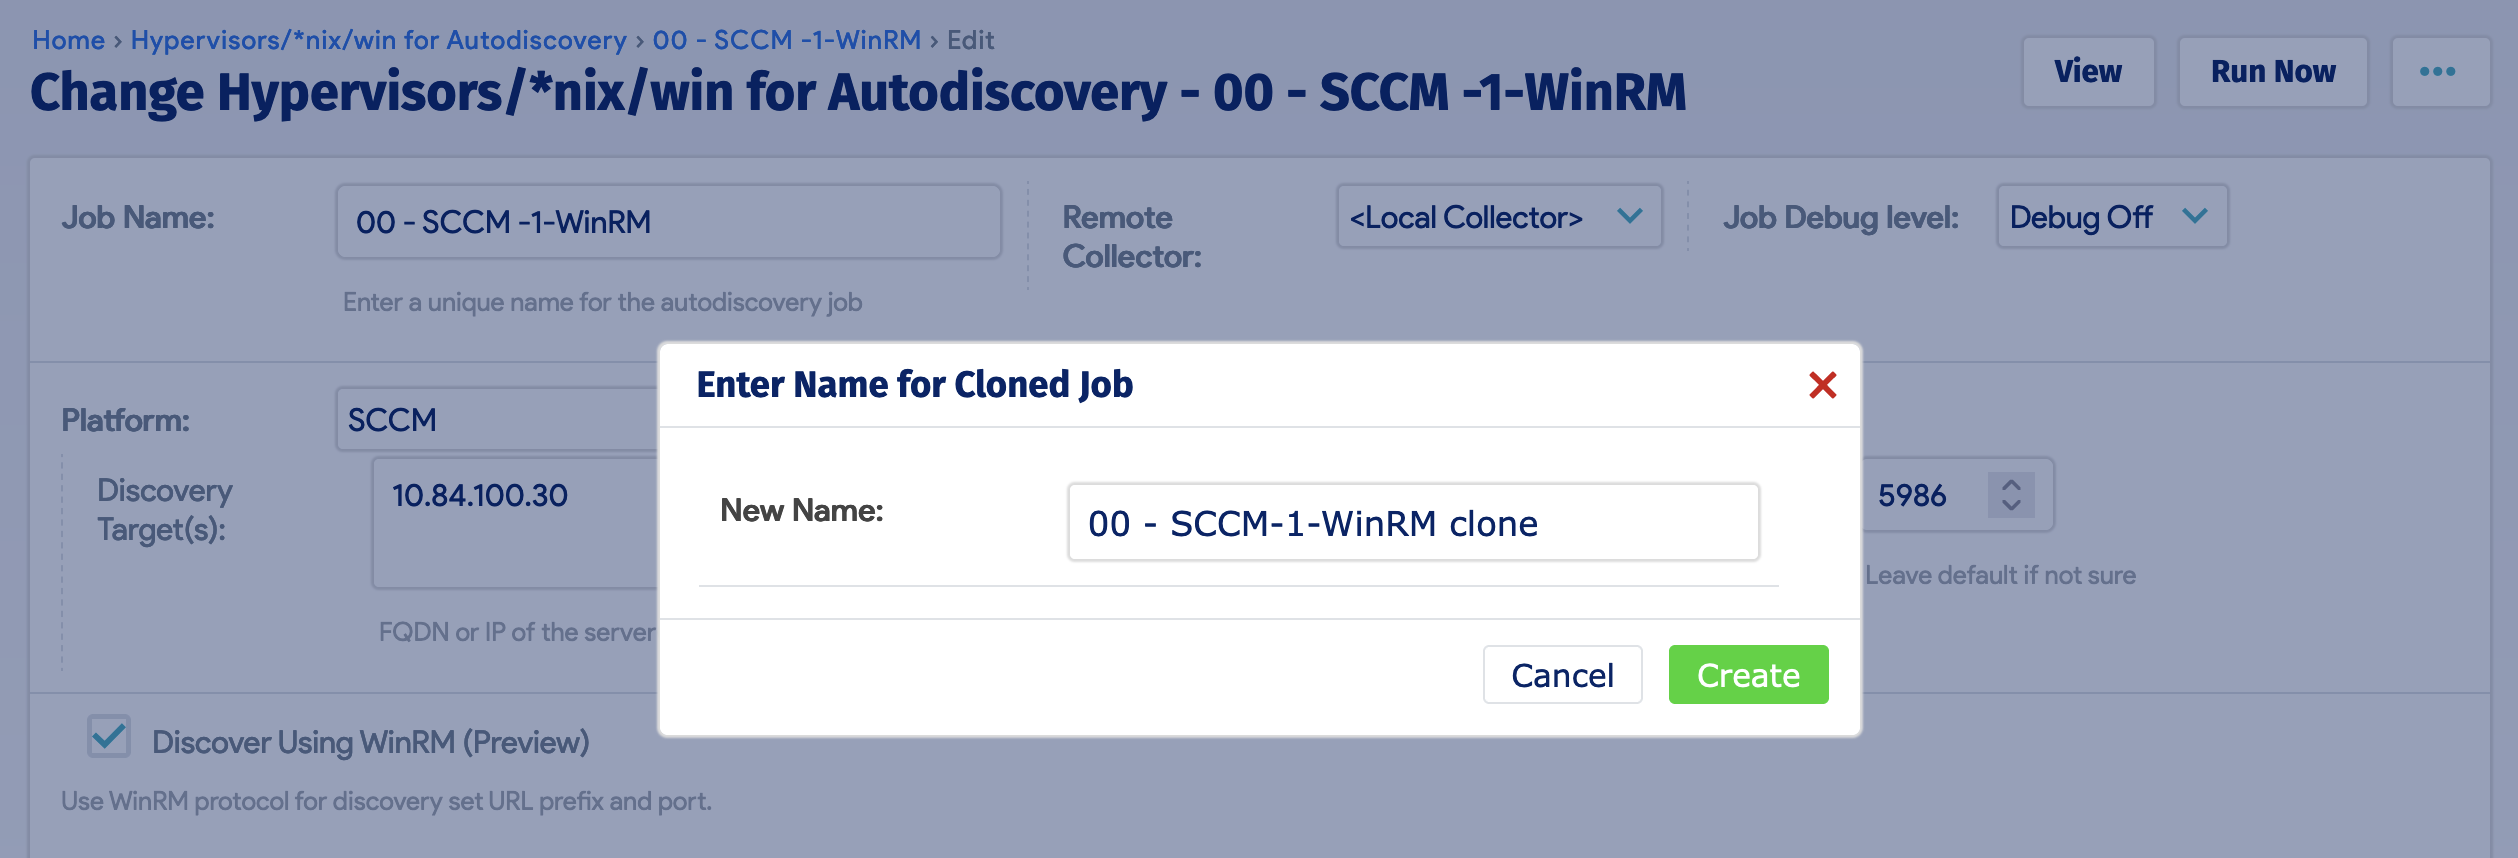 Home › Hypervisors/*nix/win for Autodiscovery › 00 - SCCM -1-WinRM › Edit
Change Hypervisors/*nix/win for Autodiscovery - 00 - SCCM -1-WinRM
View
Run Now
Job Name:
00 - SCCM -1-WinRM
Enter a unique name for the autodiscovery job
Remote
Collector:
<Local Collector>
Job Debug level:
Debug Off
Platform:
SCCM
Discovery
Target(s):
10.84.100.30
FQDN or IP of the server
5986
Leave default if not sure
Enter Name for Cloned Job
New Name:
00 - SCCM-1-WinRM clone
Cancel
Create
Discover Using WinRM (Preview)
Use WinRM protocol for discovery set URL prefix and port.